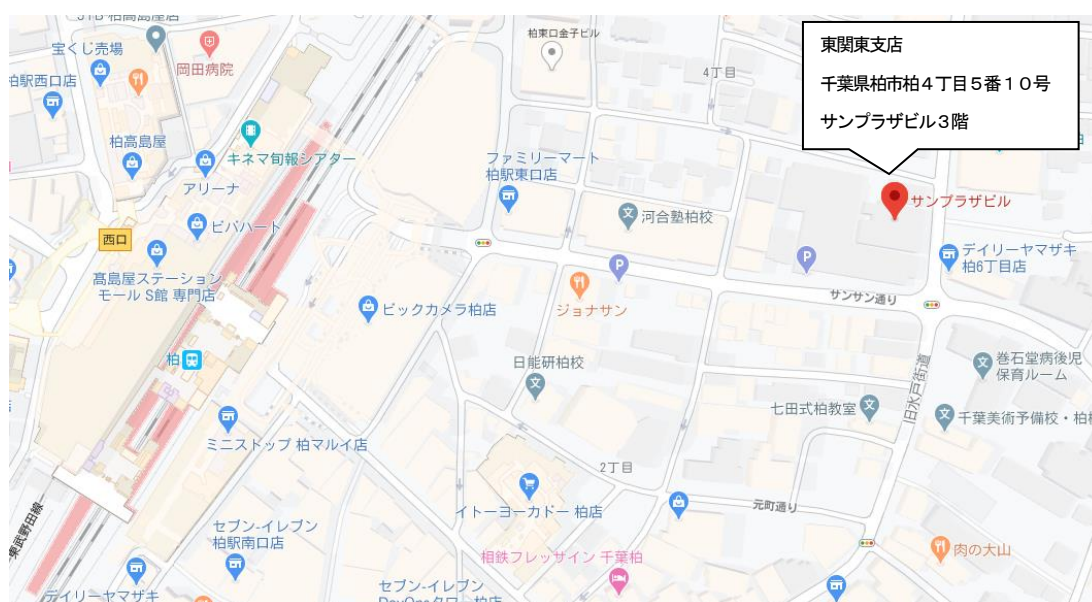 JTB 柏高島屋店
宝くじ売場
岡田病院
柏駅西口店
柏高島屋
キネマ旬報シアター
アリーナ
ビバハート
西口
髙島屋ステーション
モール S館 専門店
柏
ミニストップ 柏マルイ店
東武野田線
セブン-イレブン
柏駅南口店
デイリーヤマザキ
柏東口金子ビル
4丁目
東関東支店
千葉県柏市柏4丁目5番10号
サンプラザビル3階
ファミリーマート
柏駅東口店
河合塾柏校
サンプラザビル
P
P
デイリーヤマザキ
柏6丁目店
サンサン通り
ビックカメラ柏店
ジョナサン
日能研柏校
旧水戸街道
巻石堂病後児
保育ルーム
七田式柏教室
千葉美術予備校・柏
2丁目
イトーヨーカドー 柏店
元町通り
相鉄フレッサイン 千葉柏
肉の大山
セブン-イレブン